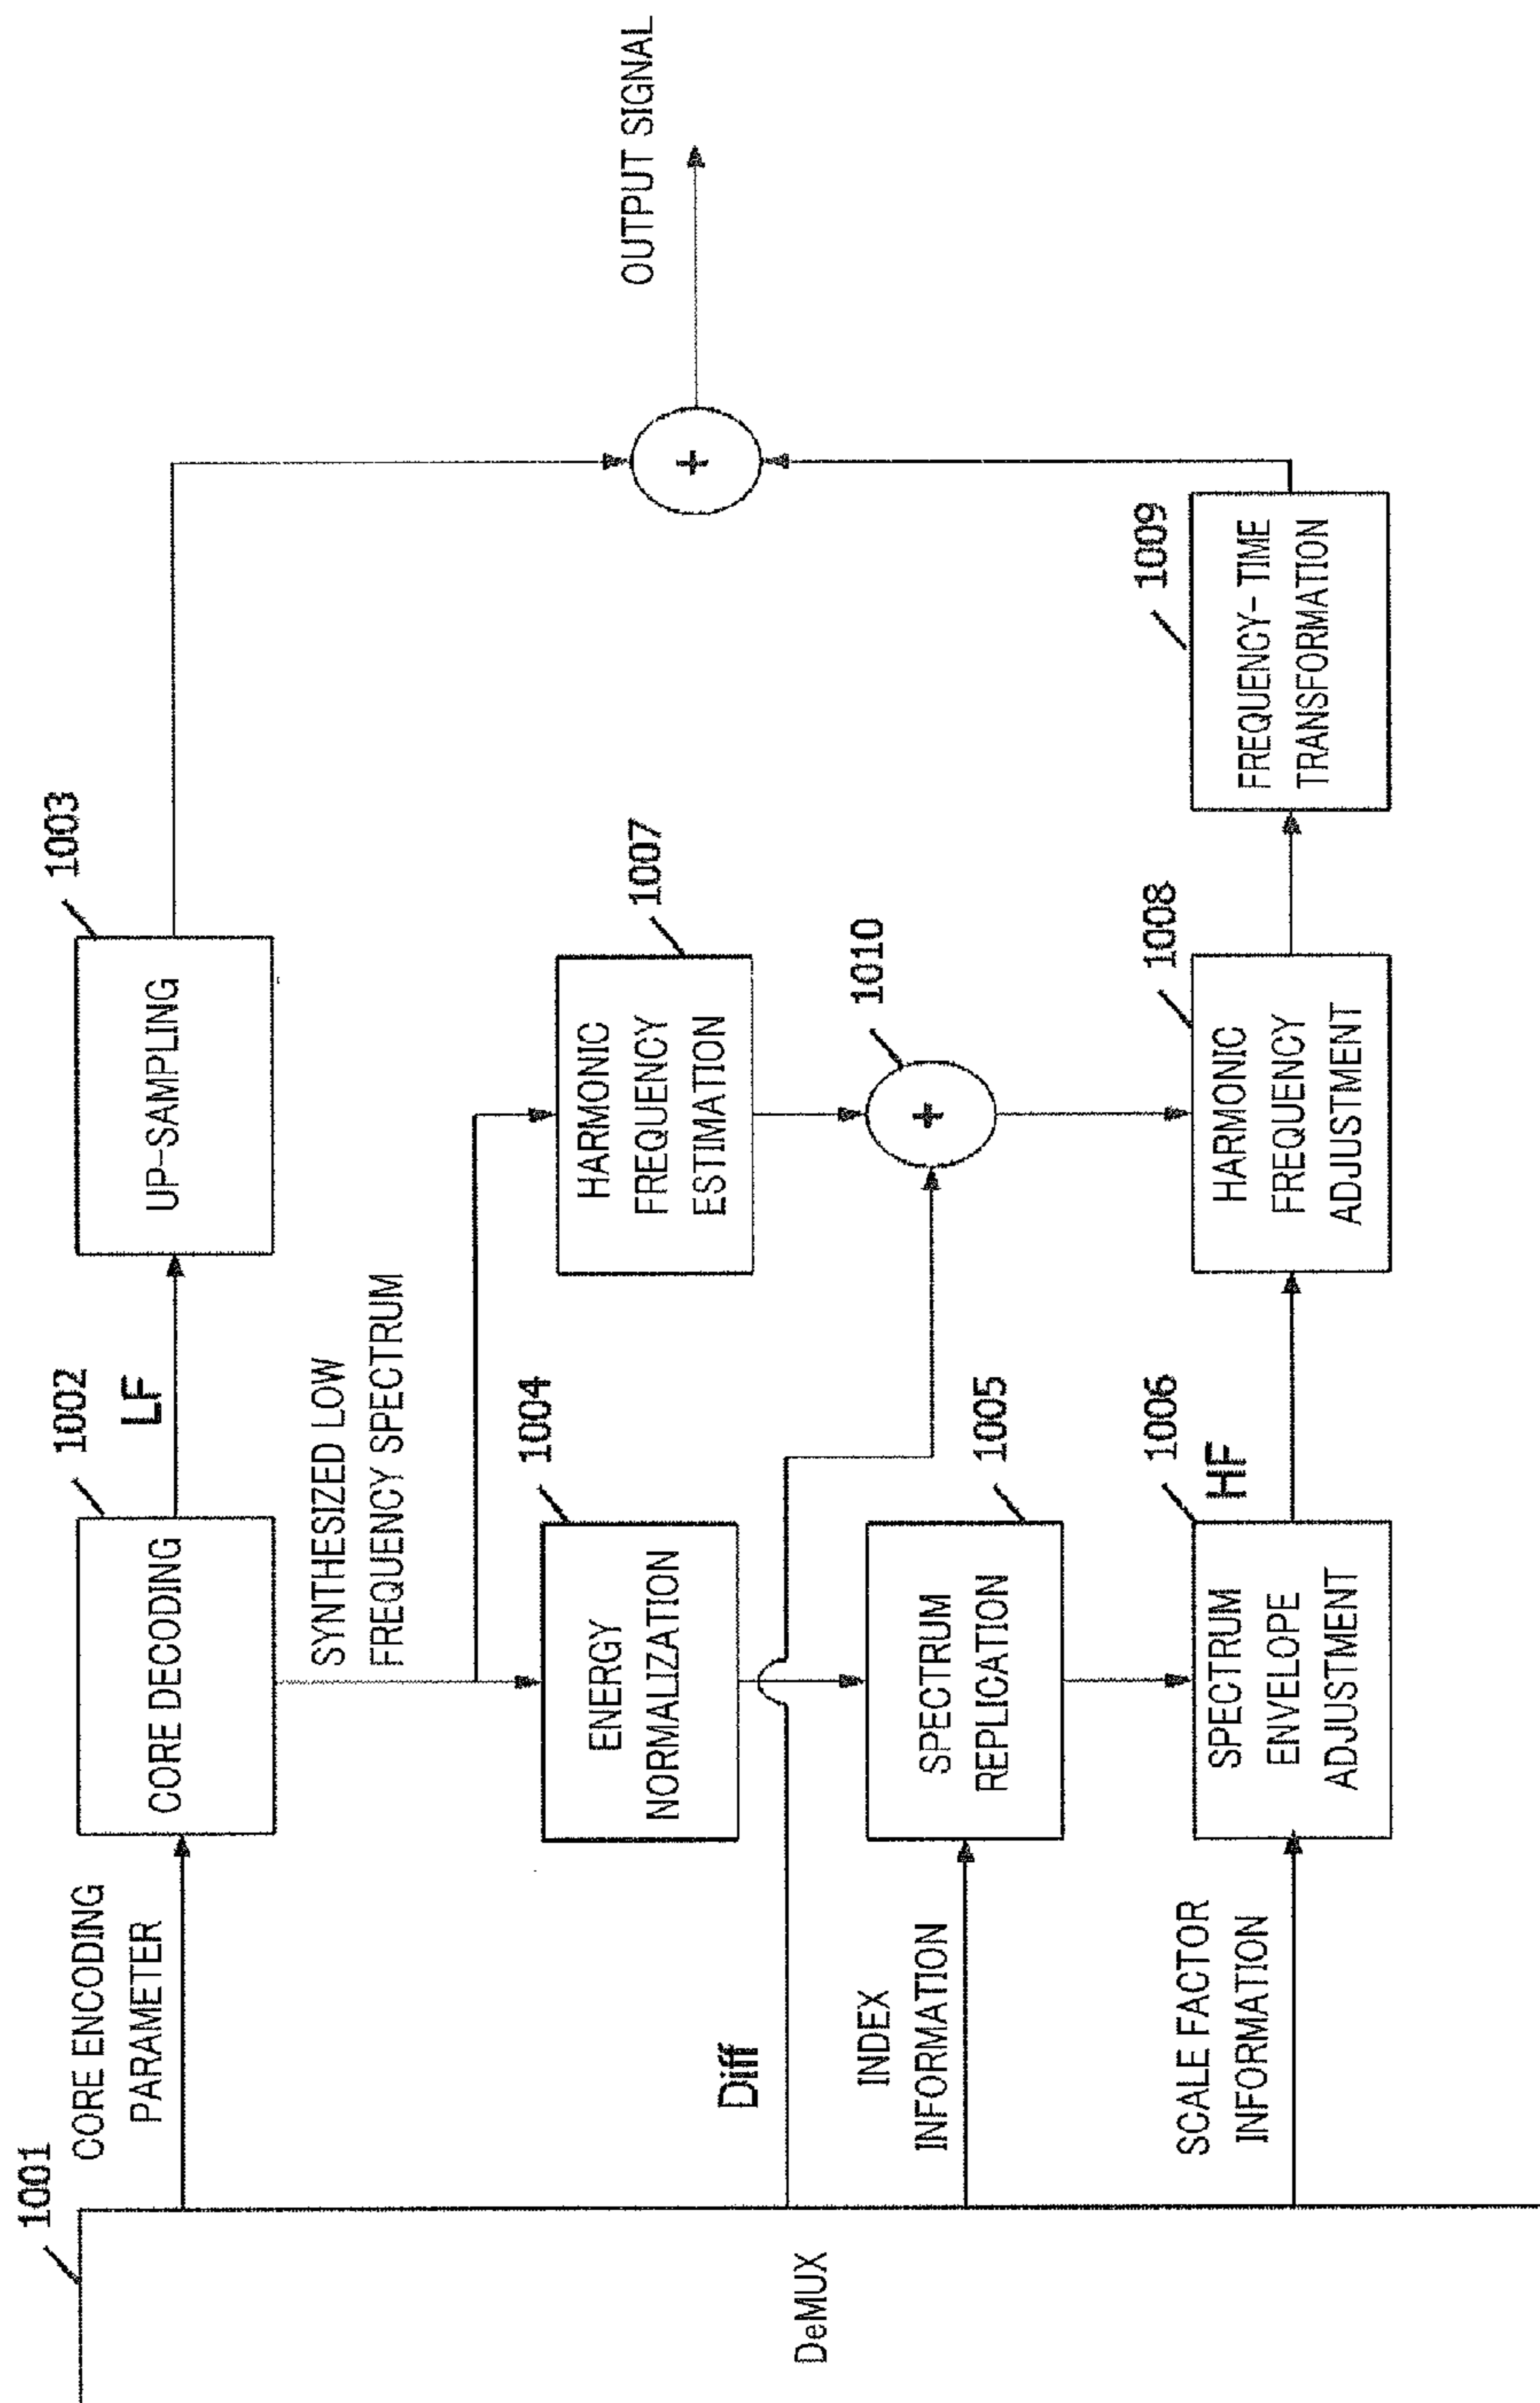 1001
DeMUX
CORE ENCODING
PARAMETER
1002
CORE DECODING
LF
1003
UP-SAMPLING
SYNTHESIZED LOW
FREQUENCY SPECTRUM
1004
ENERGY
NORMALIZATION
1007
HARMONIC
FREQUENCY
ESTIMATION
Diff
1010
+
INDEX
INFORMATION
1005
SPECTRUM
REPLICATION
SCALE FACTOR
INFORMATION
1006
SPECTRUM
ENVELOPE
ADJUSTMENT
HF
1008
HARMONIC
FREQUENCY
ADJUSTMENT
1009
FREQUENCY-TIME
TRANSFORMATION
+
OUTPUT SIGNAL